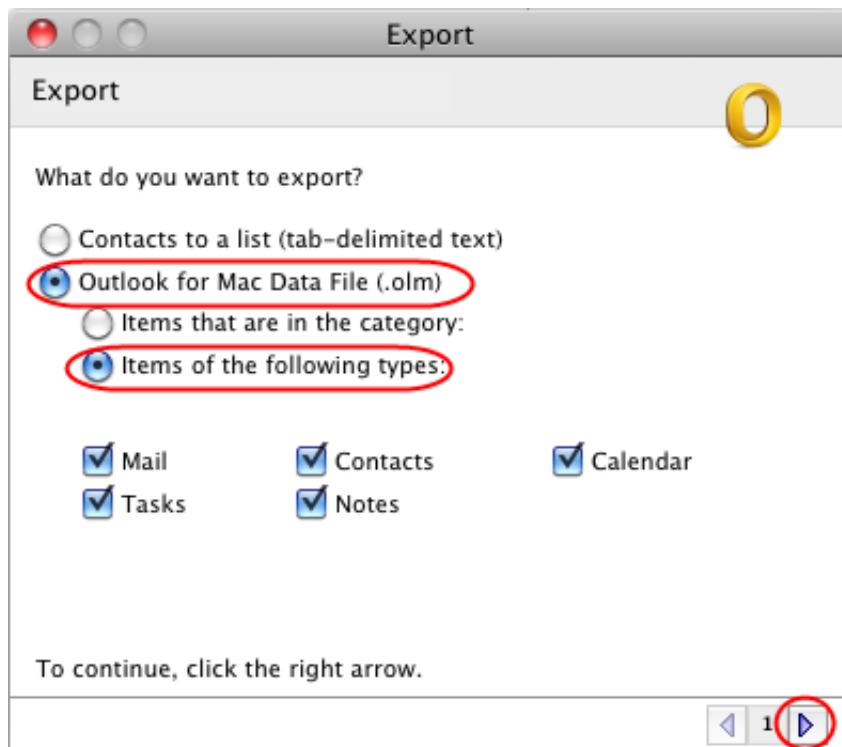 Export
Export
What do you want to export?
Contacts to a list (tab-delimited text)
Outlook for Mac Data File (.olm)
Items that are in the category:
Items of the following types:
Mail Contacts Calendar
Tasks Notes
To continue, click the right arrow.
1